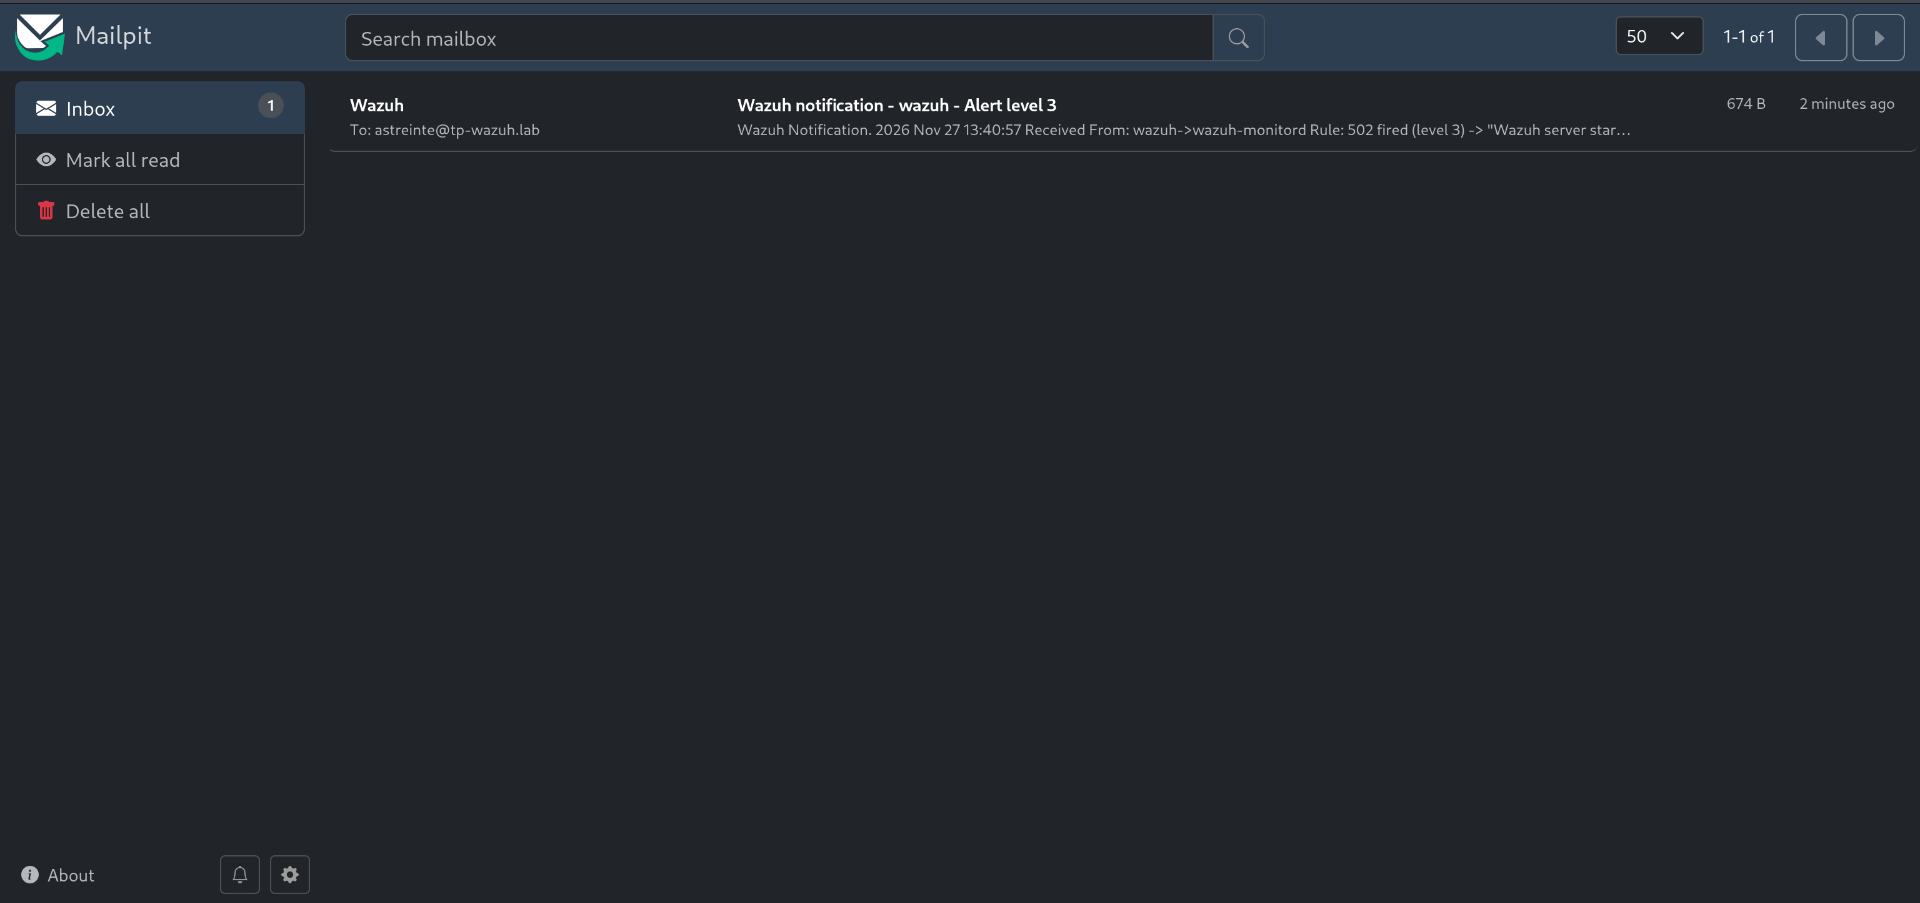 Mailpit
Search mailbox
50
1-1 of 1
Inbox
1
Mark all read
Delete all
Wazuh
To: astreinte@tp-wazuh.lab
Wazuh notification - wazuh - Alert level 3
Wazuh Notification. 2026 Nov 27 13:40:57 Received From: wazuh->wazuh-monitord Rule: 502 fired (level 3) -> "Wazuh server star…
674 B
2 minutes ago
About